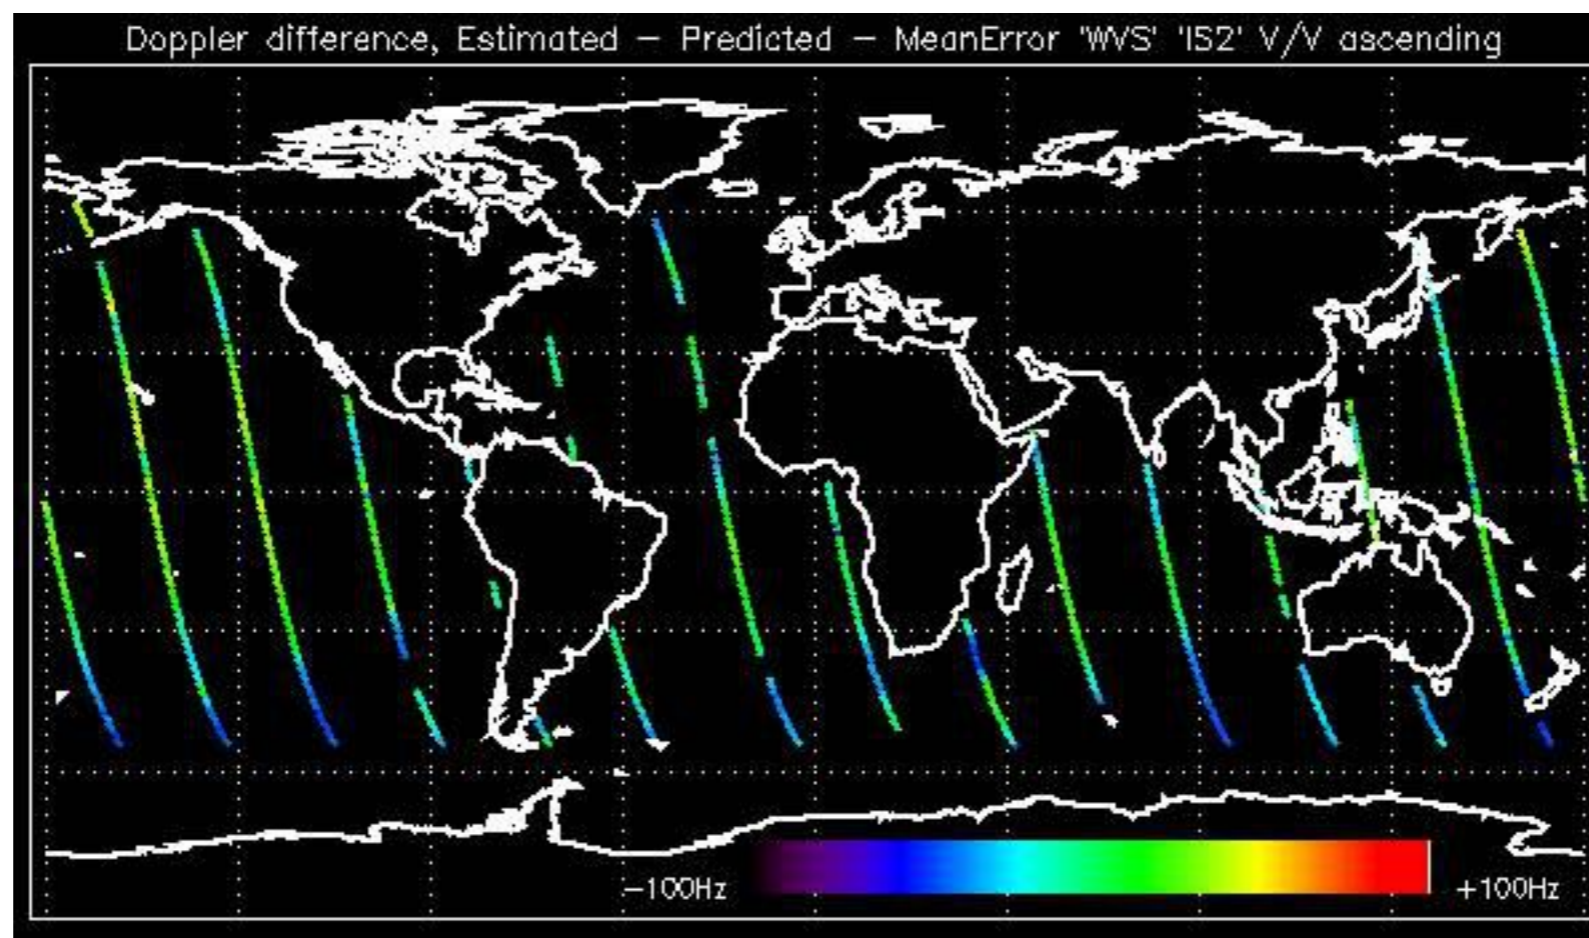 Doppler difference, Estimated – Predicted – MeanError 'WVS' 'IS2' V/V ascending
–100Hz +100Hz